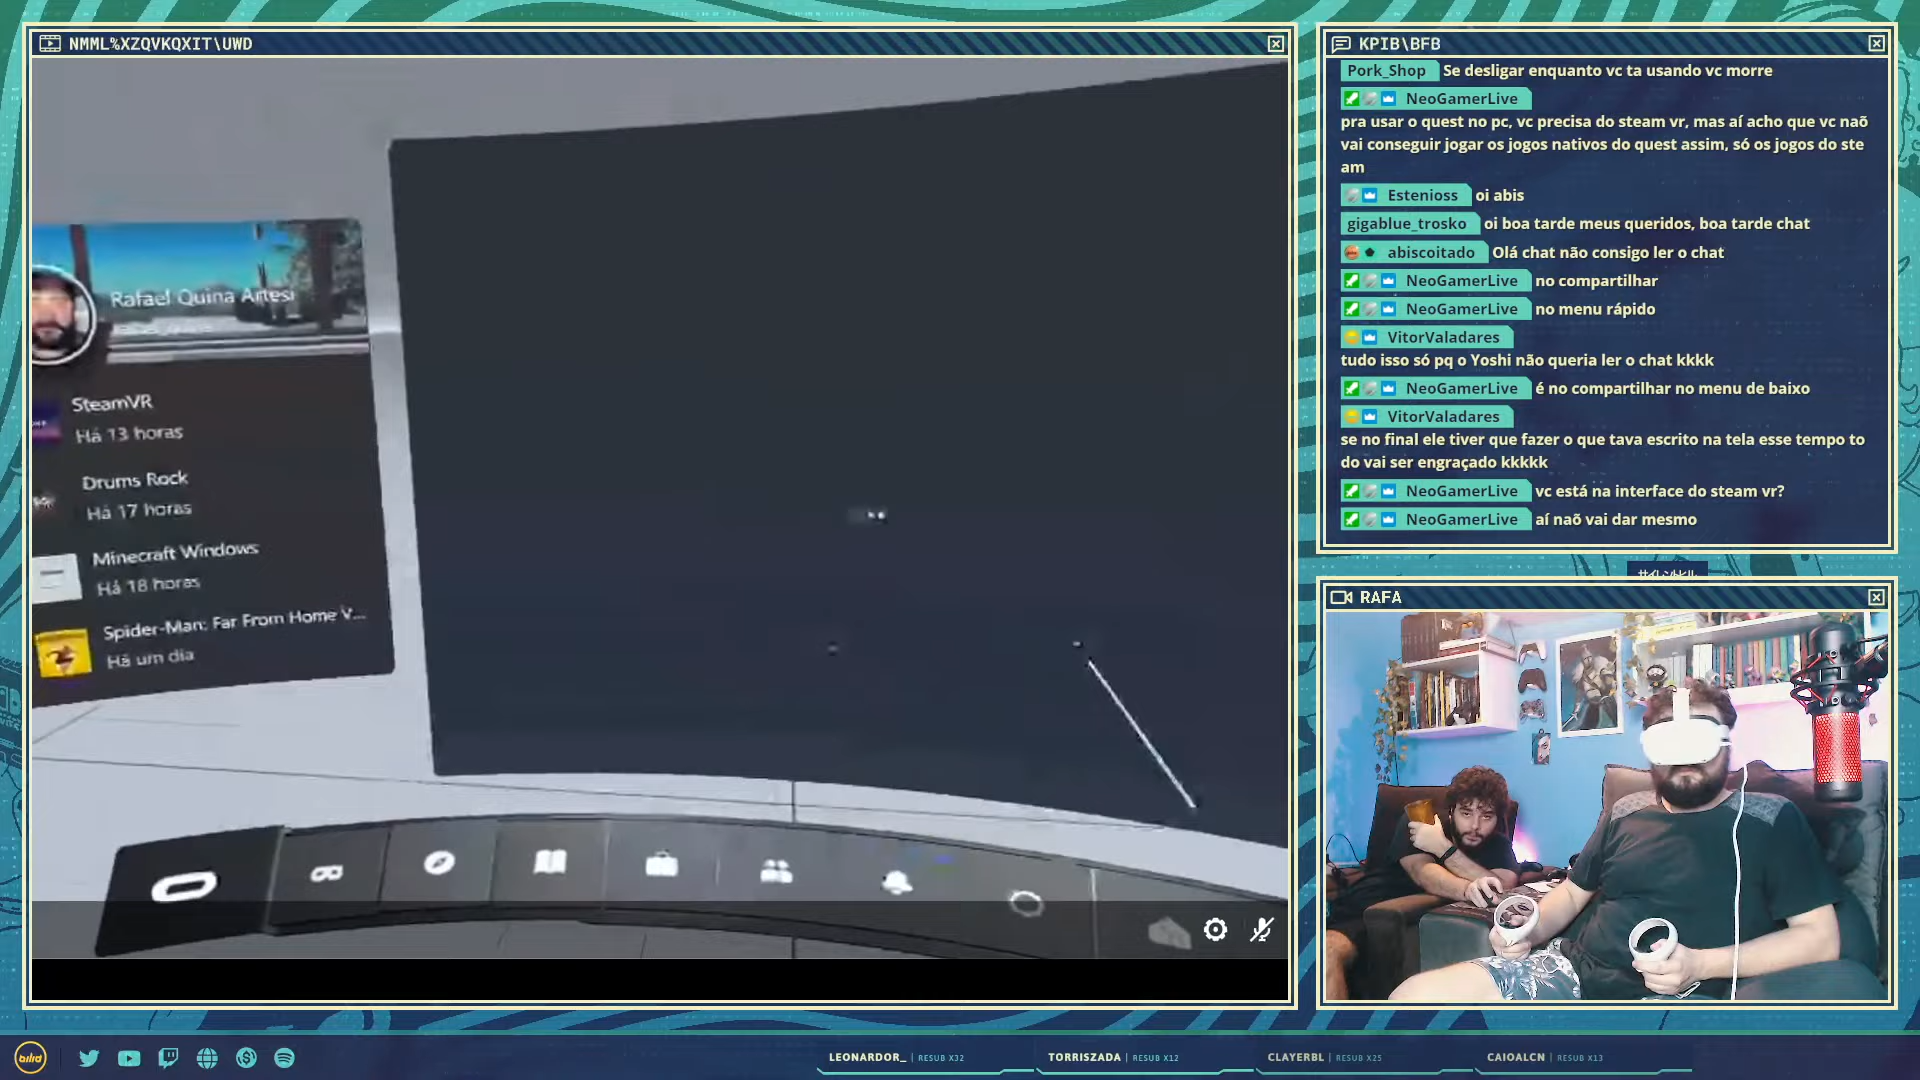 NMML%XZQVKQXIT\UWD
Rafael Quina Artesi
SteamVR
Há 13 horas
Drums Rock
Há 17 horas
Minecraft Windows
Há 18 horas
Spider-Man: Far From Home V...
Há um dia
KPIB\BFB
Pork_Shop Se desligar enquanto vc ta usando vc morre
NeoGamerLive
pra usar o quest no pc, vc precisa do steam vr, mas aí acho que vc naõ
vai conseguir jogar os jogos nativos do quest assim, só os jogos do ste
am
Estenioss oi abis
gigablue_trosko oi boa tarde meus queridos, boa tarde chat
abiscoitado Olá chat não consigo ler o chat
NeoGamerLive no compartilhar
NeoGamerLive no menu rápido
VitorValadares
tudo isso só pq o Yoshi não queria ler o chat kkkk
NeoGamerLive é no compartilhar no menu de baixo
VitorValadares
se no final ele tiver que fazer o que tava escrito na tela esse tempo to
do vai ser engraçado kkkkk
NeoGamerLive vc está na interface do steam vr?
NeoGamerLive aí naõ vai dar mesmo
RAFA
LEONARDOR_ | RESUB X32
TORRISZADA | RESUB X12
CLAYERBL | RESUB X25
CAIOALCN | RESUB X13